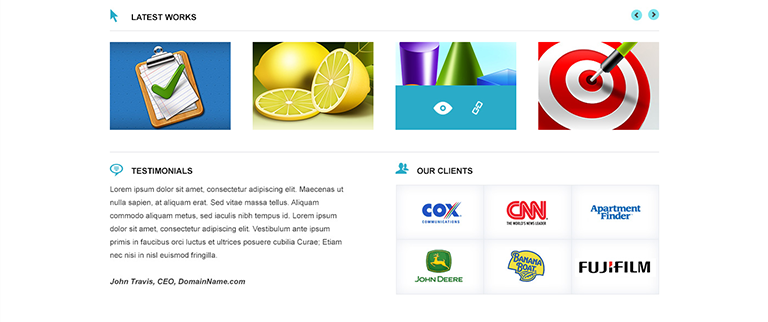 LATEST WORKS
TESTIMONIALS
Lorem ipsum dolor sit amet, consectetur adipiscing elit. Maecenas ut
nulla sapien, at aliquam erat. Sed vitae massa tellus. Aliquam
commodo aliquam metus, sed iaculis nibh tempus id. Lorem ipsum
dolor sit amet, consectetur adipiscing elit. Vestibulum ante ipsum
primis in faucibus orci luctus et ultrices posuere cubilia Curae; Etiam
nec nisi in nisl euismod fringilla.
John Travis, CEO, DomainName.com
OUR CLIENTS
COX
COMMUNICATIONS
CNN
THE WORLD'S NEWS LEADER
Apartment
Finder
JOHN DEERE
BANANA
BOAT
FUJIFILM